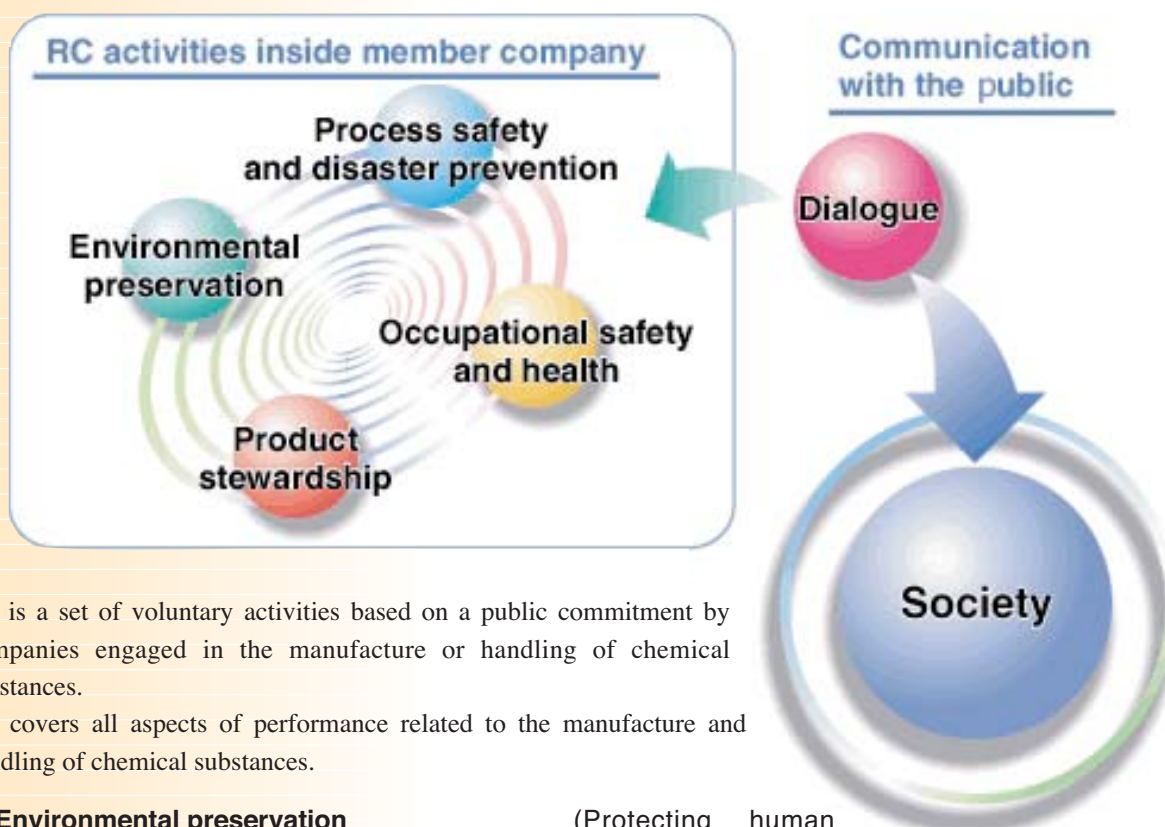 RC activities inside member company
Communication
with the public
Process safety
and disaster prevention
Dialogue
Environmental
preservation
Occupational safety
and health
Product
stewardship
Society
is a set of voluntary activities based on a public commitment by
engaged in the manufacture or handling of chemical
covers all aspects of performance related to the manufacture and
of chemical substances.
Environmental preservation (Protecting human